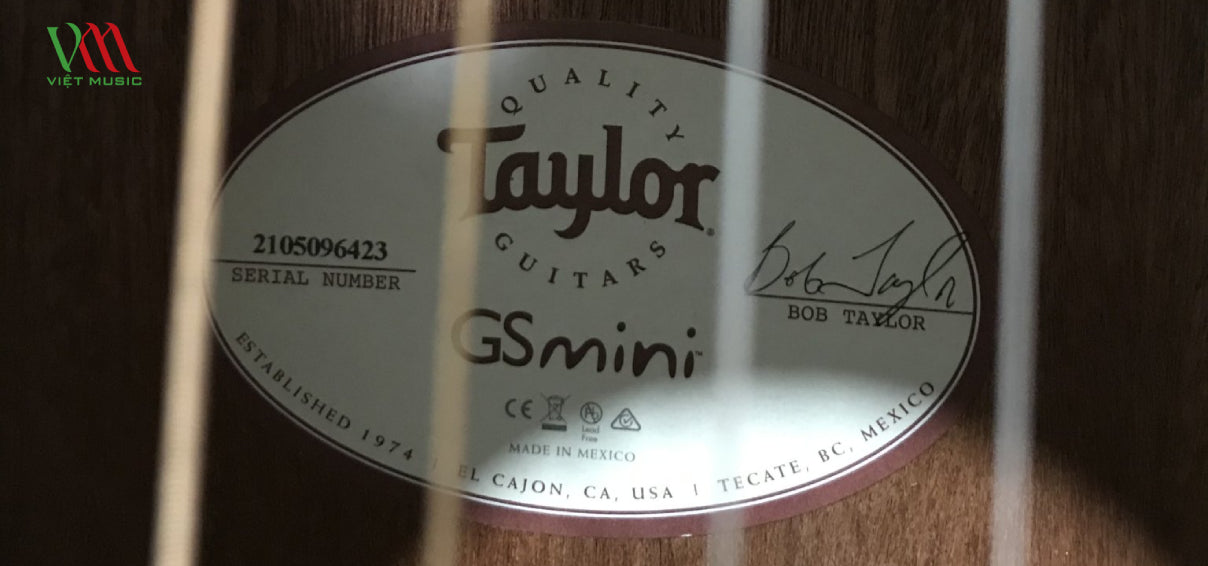 VIỆT MUSIC
QUALITY
Taylor
GUITARS
2105096423
SERIAL NUMBER
Bob Taylor
BOB TAYLOR
GSmini™
CE
Lead
Free
MADE IN MEXICO
ESTABLISHED 1974 | EL CAJON, CA, USA | TECATE, BC, MEXICO